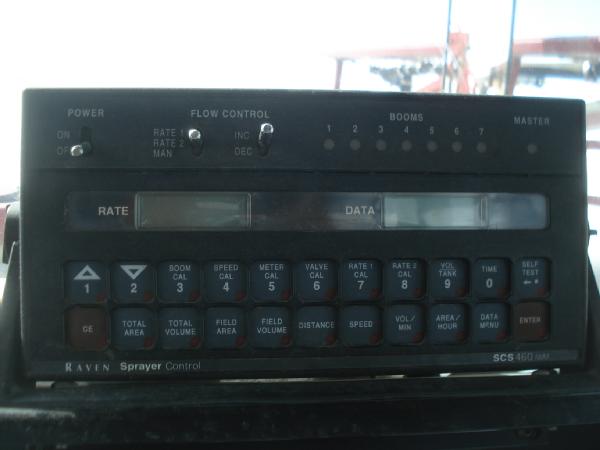 POWER FLOW CONTROL BOOMS
1 2 3 4 5 6 7 MASTER
ON RATE 1 INC
OFF RATE 2
MAN DEC
RATE DATA
1 2 BOOM CAL 3 SPEED CAL 4 METER CAL 5 VALVE CAL 6 RATE 1 CAL 7 RATE 2 CAL 8 VOL TANK 9 TIME 0 SELF TEST
CE TOTAL AREA TOTAL VOLUME FIELD AREA FIELD VOLUME DISTANCE SPEED VOL/MIN AREA/HOUR DATA MENU ENTER
RAVEN Sprayer Control SCS 460